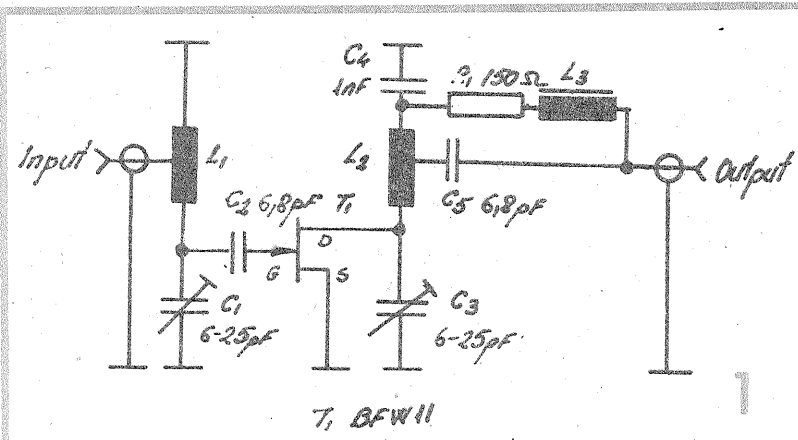 C4
1nF
R1 150Ω L3
Input
L1
L2
Output
C2 6,8pF T1
C5 6,8pF
D
G
S
C1
6-25pF
C3
6-25pF
T1 BFW11
1